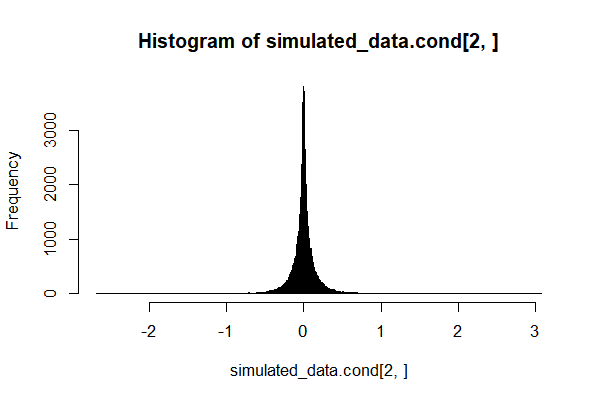 Histogram of simulated_data.cond[2, ]
Frequency
3000
2000
1000
0
-2 -1 0 1 2 3
simulated_data.cond[2, ]